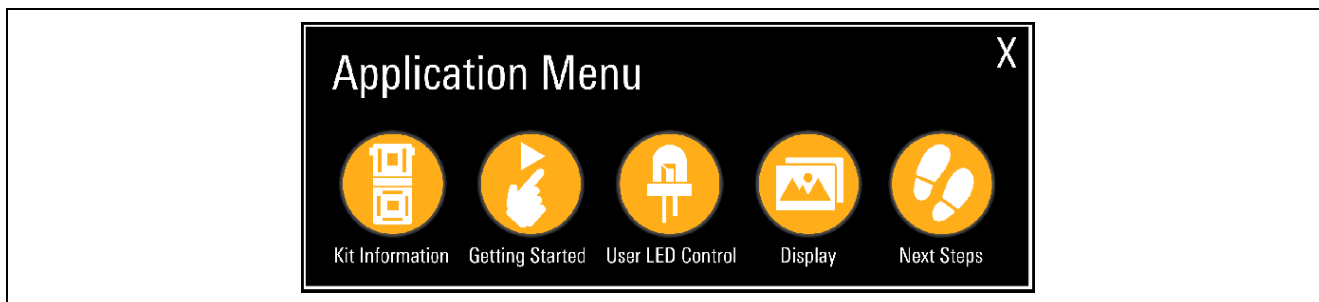 Application Menu
X
Kit Information
Getting Started
User LED Control
Display
Next Steps